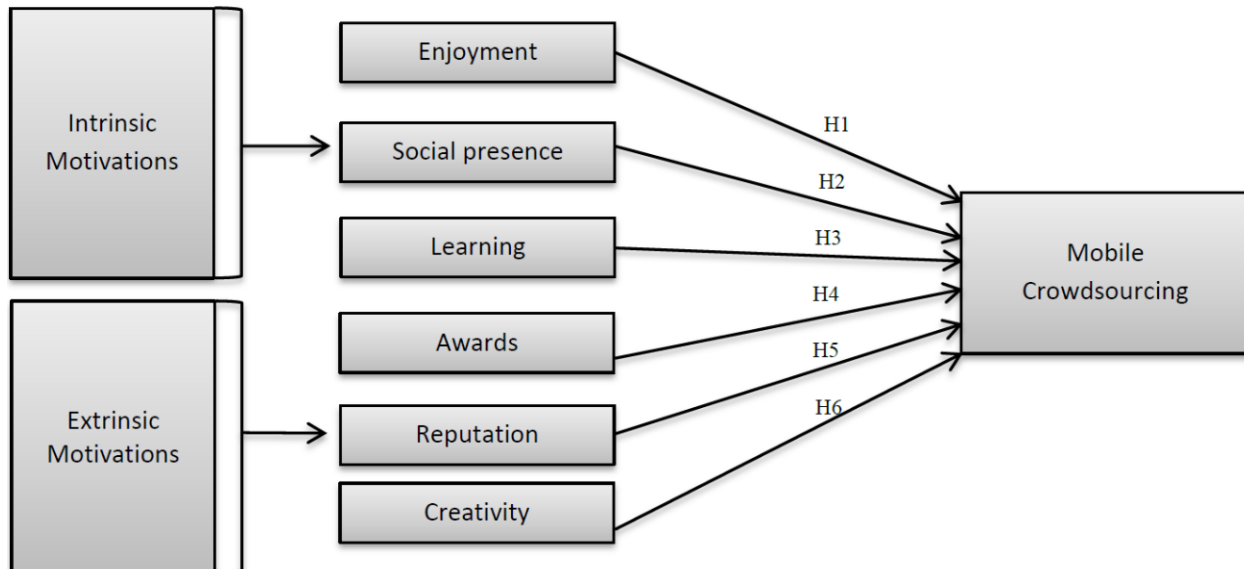 Intrinsic
Motivations
Extrinsic
Motivations
Enjoyment
Social presence
Learning
Awards
Reputation
Creativity
H1
H2
H3
H4
H5
H6
Mobile
Crowdsourcing